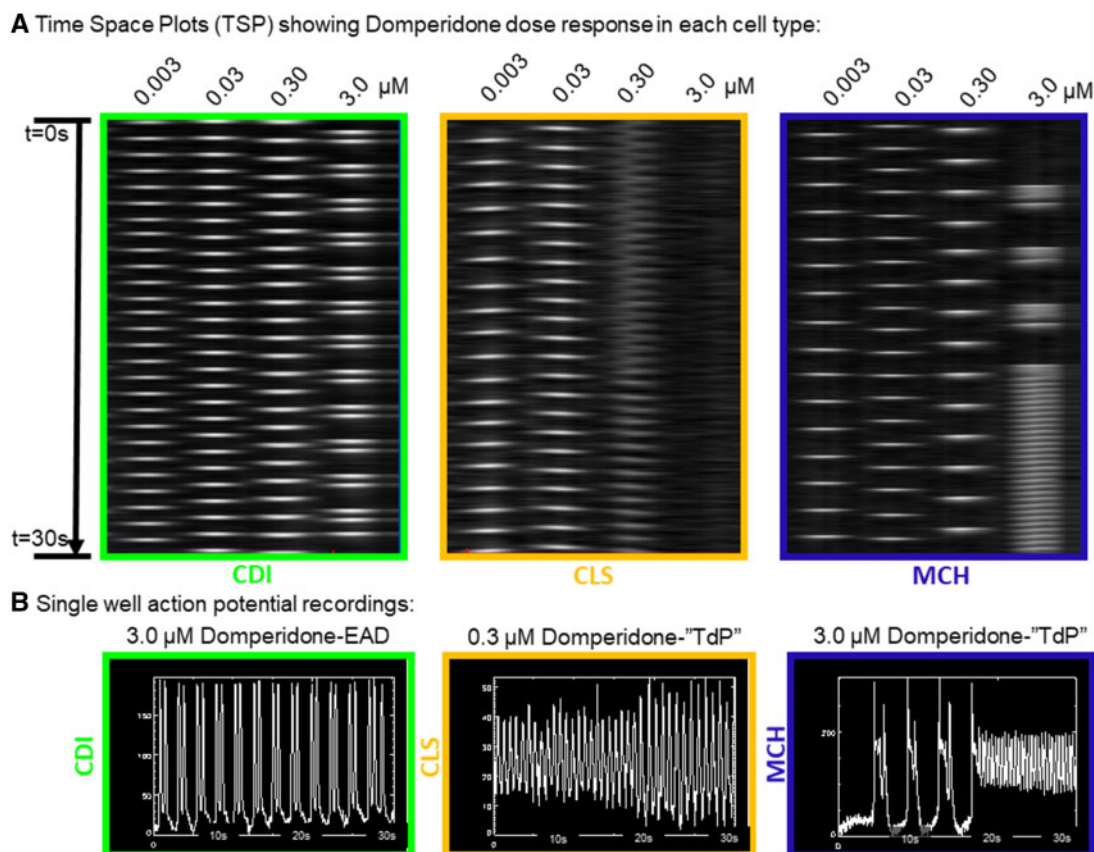 A Time Space Plots (TSP) showing Domperidone dose response in each cell type:
0.003 0.03 0.30 3.0 µM 0.003 0.03 0.30 3.0 µM 0.003 0.03 0.30 3.0 µM
t=0s
t=30s
CDI CLS MCH
B Single well action potential recordings:
3.0 µM Domperidone-EAD 0.3 µM Domperidone-"TdP" 3.0 µM Domperidone-"TdP"
CDI CLS MCH
150 100 50 0
50 40 30 20 10 0
200
10s 20s 30s 0 10s 20s 30s 0 10s 20s 30s